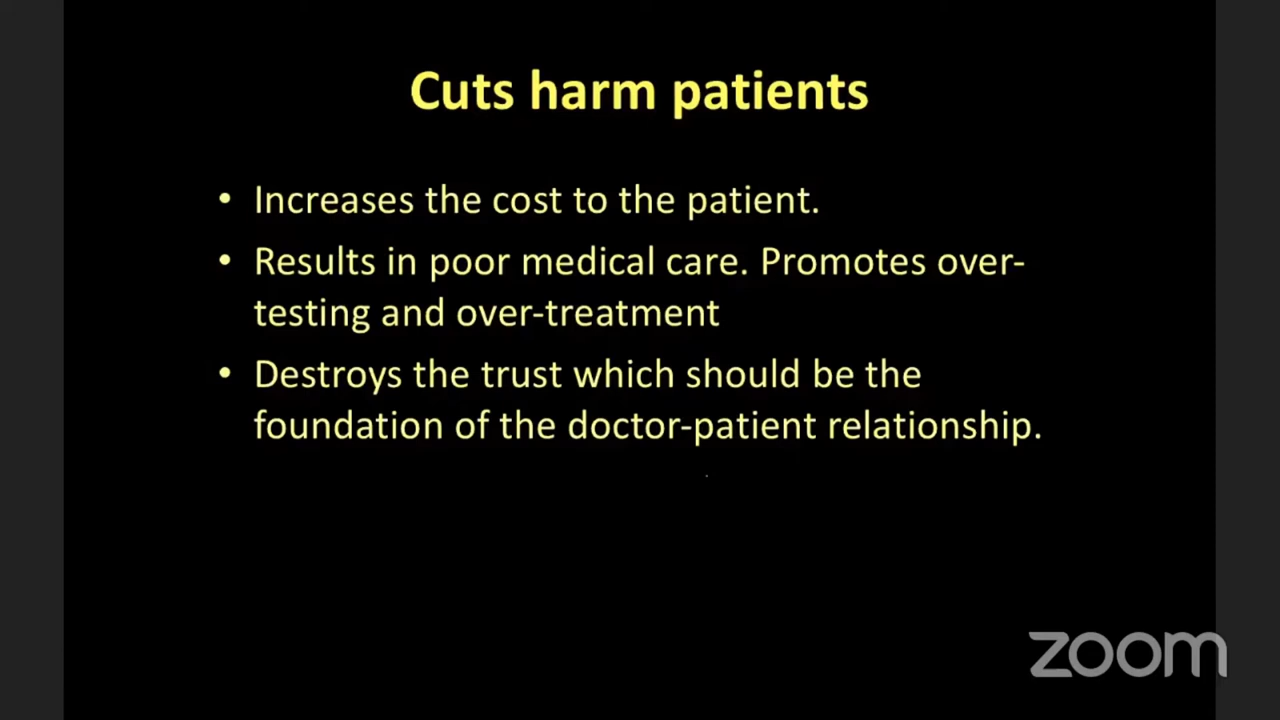 Cuts harm patients
• Increases the cost to the patient.
• Results in poor medical care. Promotes over-
testing and over-treatment
• Destroys the trust which should be the
foundation of the doctor-patient relationship.
zoom